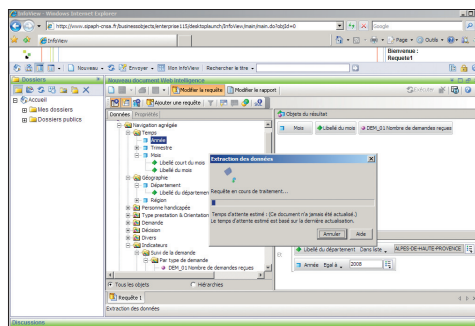 InfoView - Windows Internet Explorer
http://www.sipaph-cnsa.fr/businessobjects/enterprise115/desktoplaunch/InfoView/main/main.do?objId=0
Google
InfoView
Page
Outils
Bienvenue :
Requete1
Nouveau
Envoyer
Mon InfoView
Rechercher le titre
Dossiers
Nouveau document Web Intelligence
Modifier la requête
Modifier le rapport
Exécuter
Accueil
Mes dossiers
Dossiers publics
Ajouter une requête
Données
Propriétés
Objets du résultat
Navigation agrégée
Temps
Année
Trimestre
Mois
Libellé court du mois
Libellé du mois
Géographie
Département
Libellé du département
Région
Personne handicapée
Type prestation & Orientation
Demande
Décision
Divers
Indicateurs
Suivi de la demande
Par type de demande
DEM_01 Nombre de demandes reçues
Mois
Libellé du mois
DEM_01 Nombre de demandes reçues
Extraction des données
Requête en cours de traitement...
Temps d'attente estimé : (Ce document n'a jamais été actualisé.)
Le temps d'attente estimé est basé sur la dernière actualisation.
Annuler
Aide
Libellé du département
Dans liste
ALPES-DE-HAUTE-PROVENCE
Année
Egal à
2008
Tous les objets
Hiérarchies
Requête 1
Extraction des données
Discussions